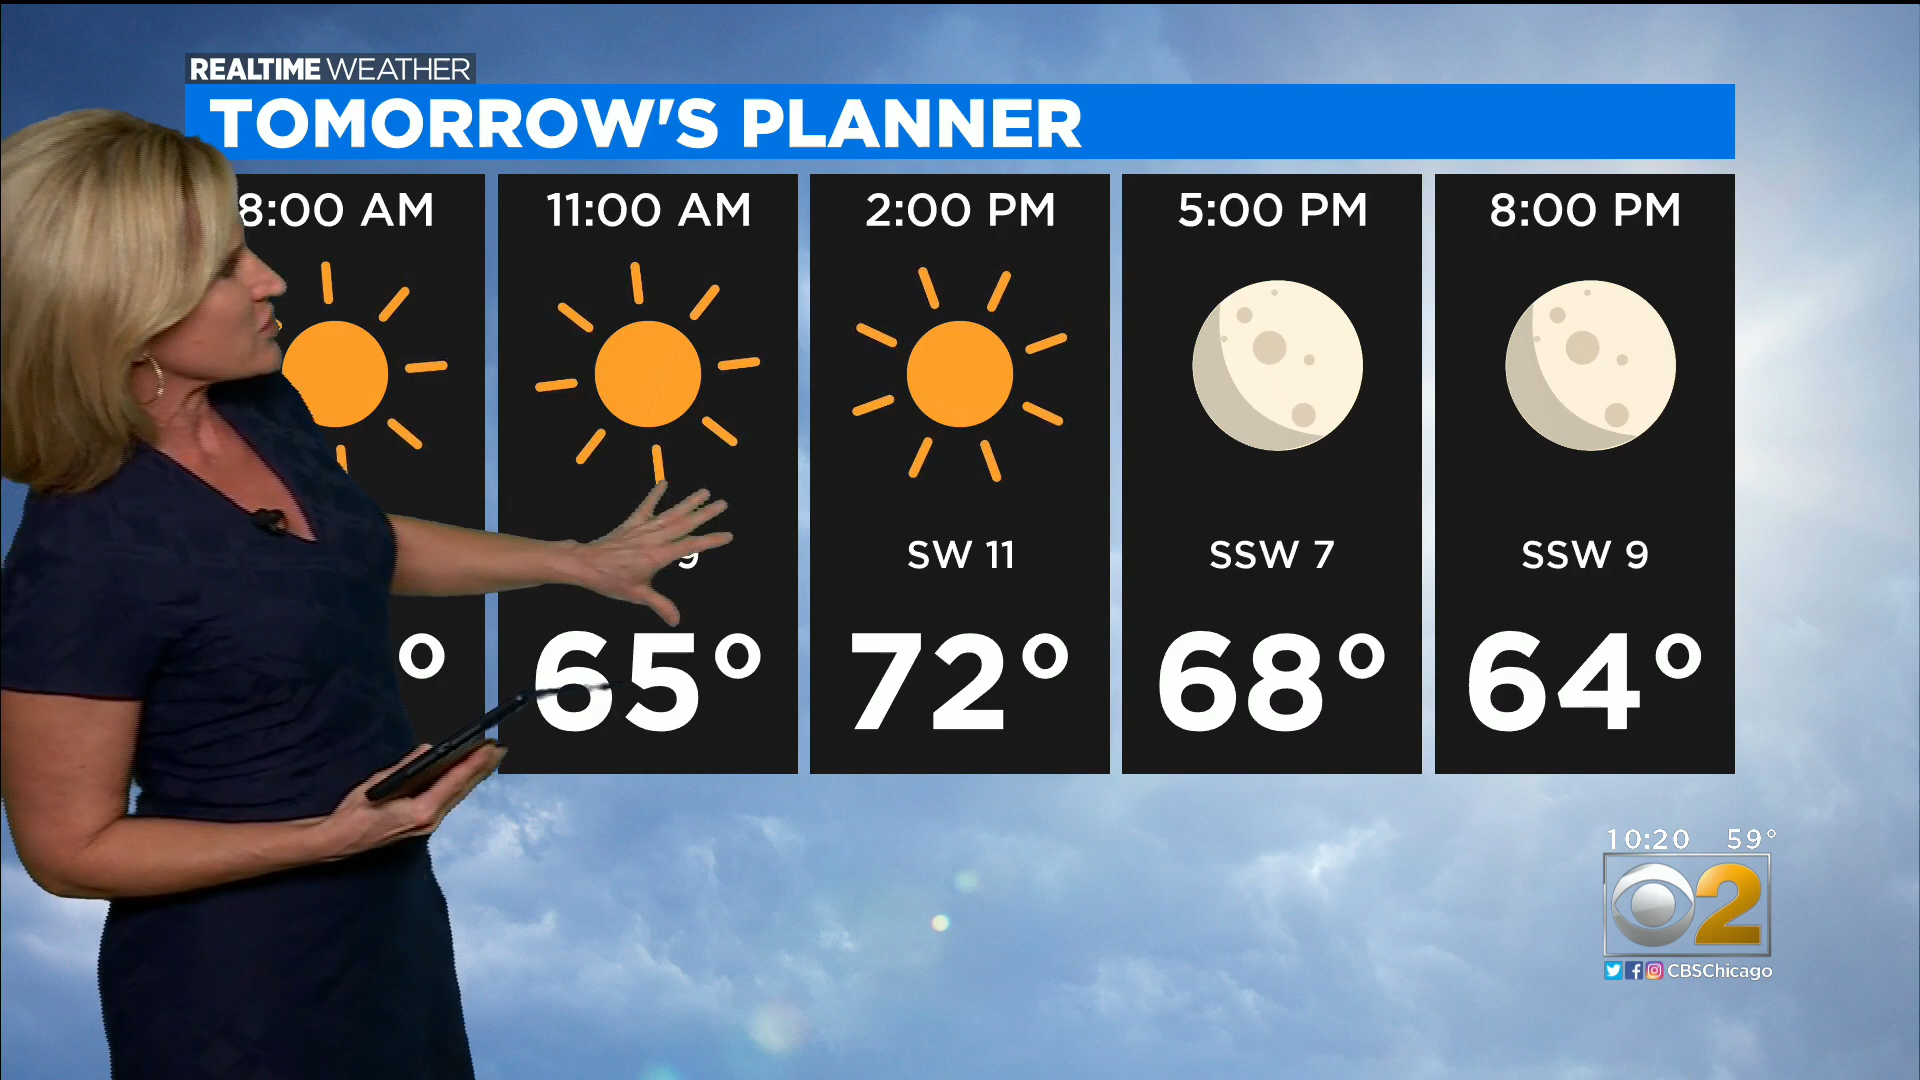 REALTIME WEATHER
TOMORROW'S PLANNER
8:00 AM
11:00 AM
2:00 PM
5:00 PM
8:00 PM
9
SW 11
SSW 7
SSW 9
°
65°
72°
68°
64°
10:20 59°
2
CBSChicago